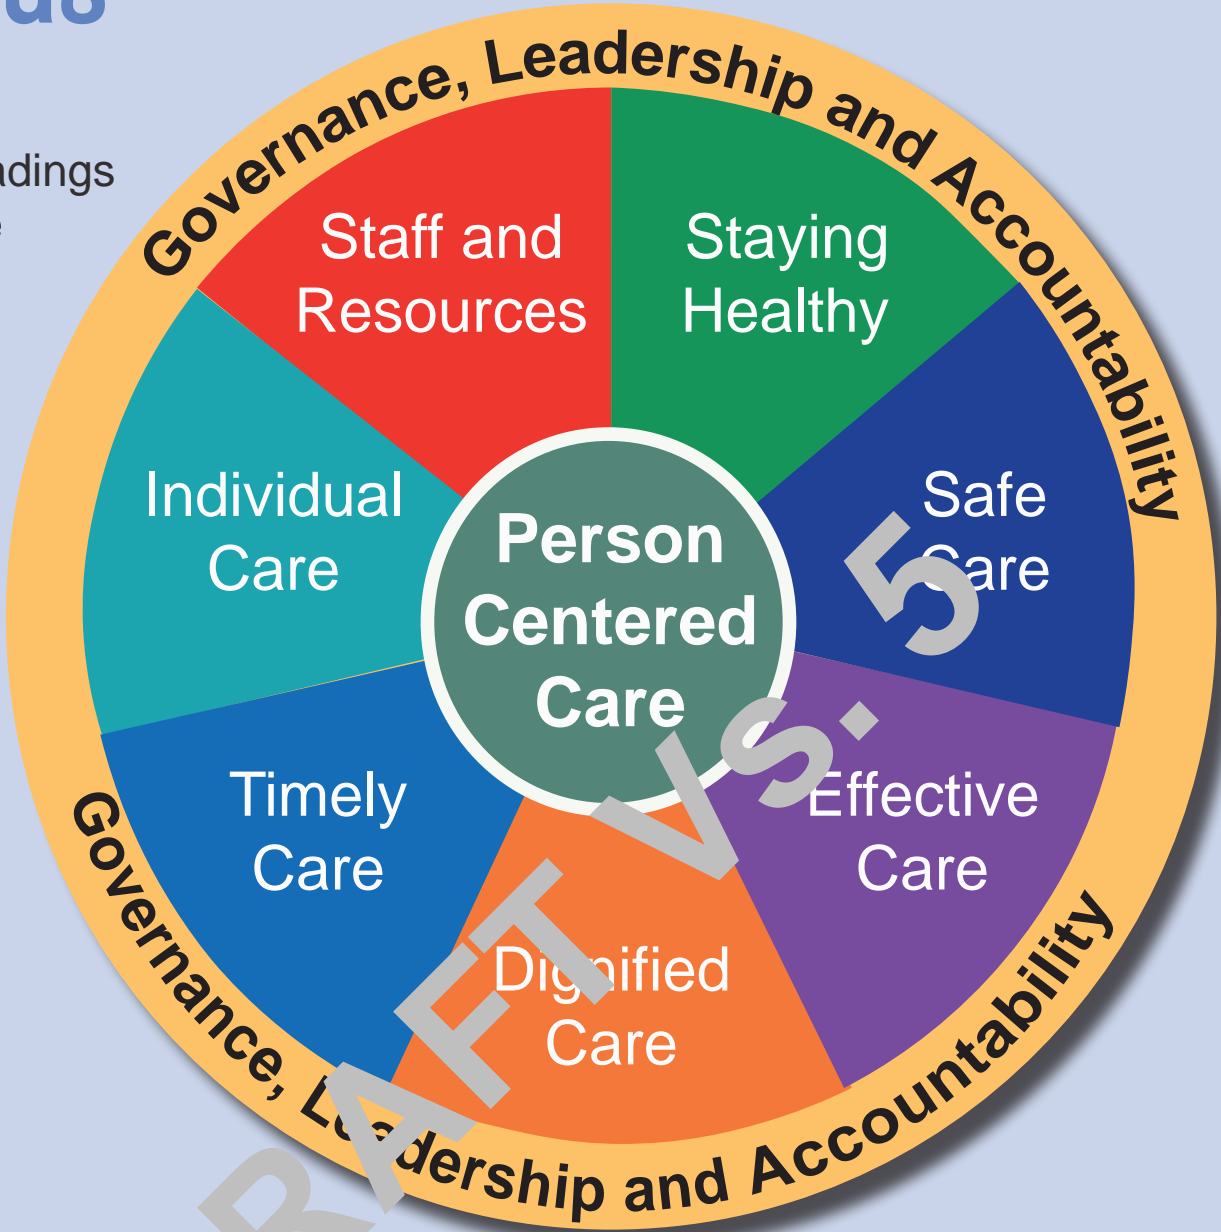 adings
Governance, Leadership and Accountability
Staff and
Resources
Staying
Healthy
Individual
Care
Safe
Care
Person
Centered
Care
Timely
Care
Effective
Care
Dignified
Care
Governance, Leadership and Accountability
RAFT Vs. 5